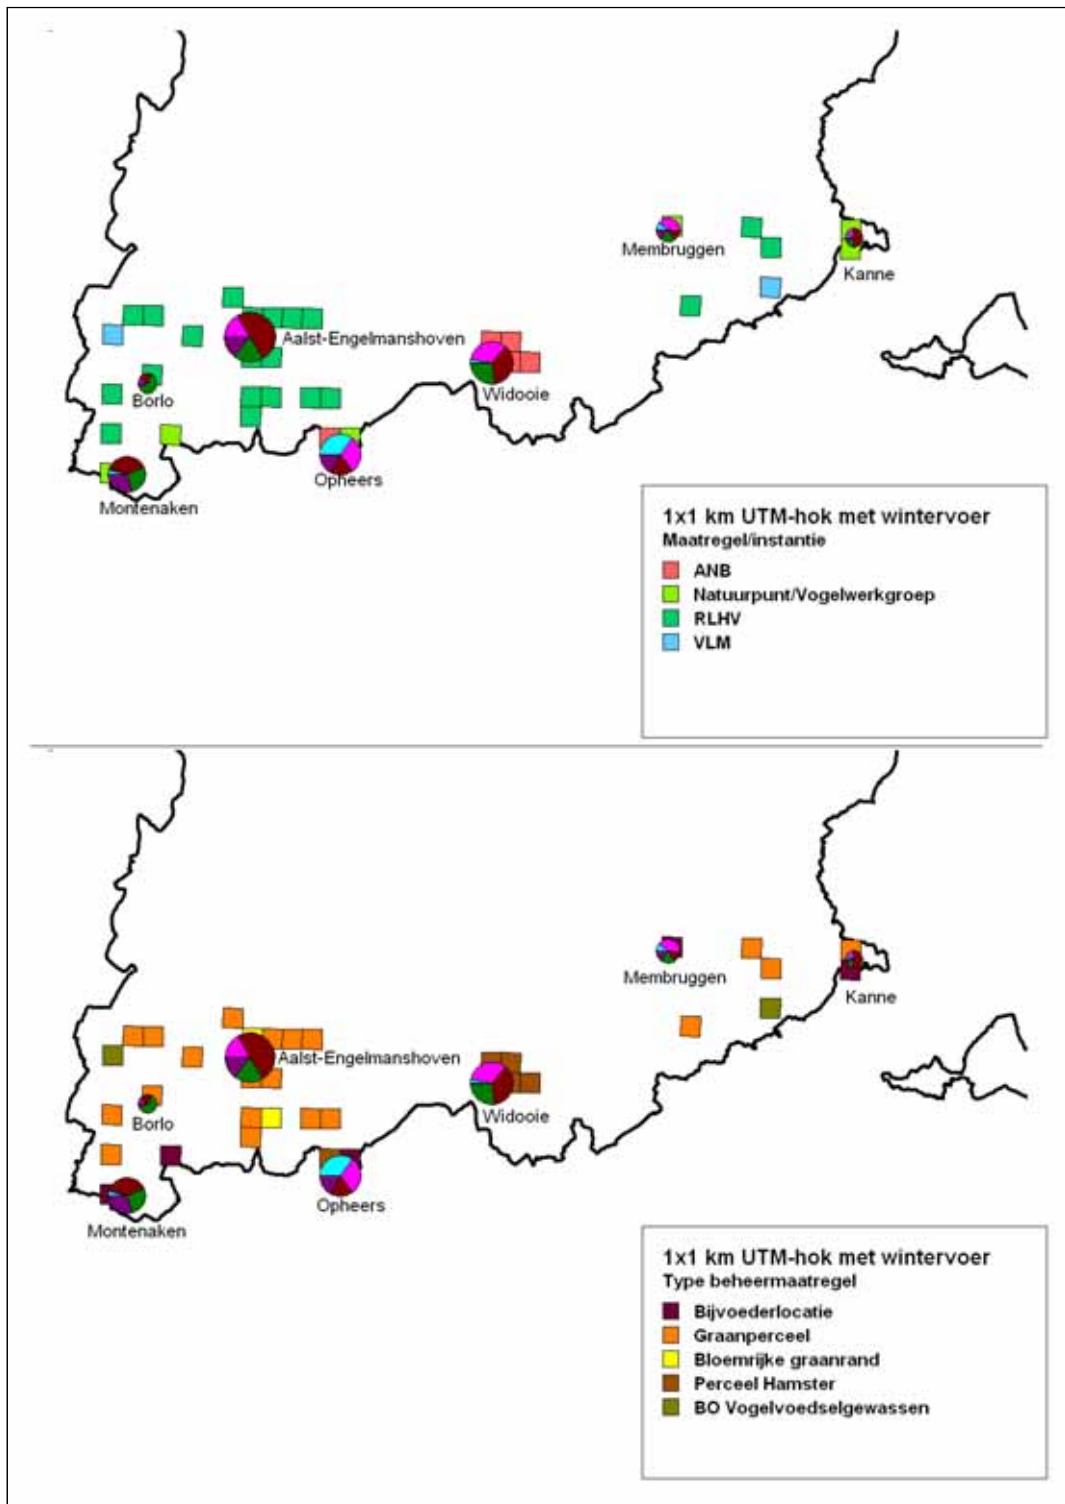 Membruggen
Kanne
Aalst-Engelmanshoven
Borlo
Widooie
Opheers
Montenaken
1x1 km UTM-hok met wintervoer
Maatregel/instantie
ANB
Natuurpunt/Vogelwerkgroep
RLHV
VLM
Membruggen
Kanne
Aalst-Engelmanshoven
Borlo
Widooie
Opheers
Montenaken
1x1 km UTM-hok met wintervoer
Type beheermaatregel
Bijvoederlocatie
Graanperceel
Bloemrijke graanrand
Perceel Hamster
BO Vogelvoedselgewassen